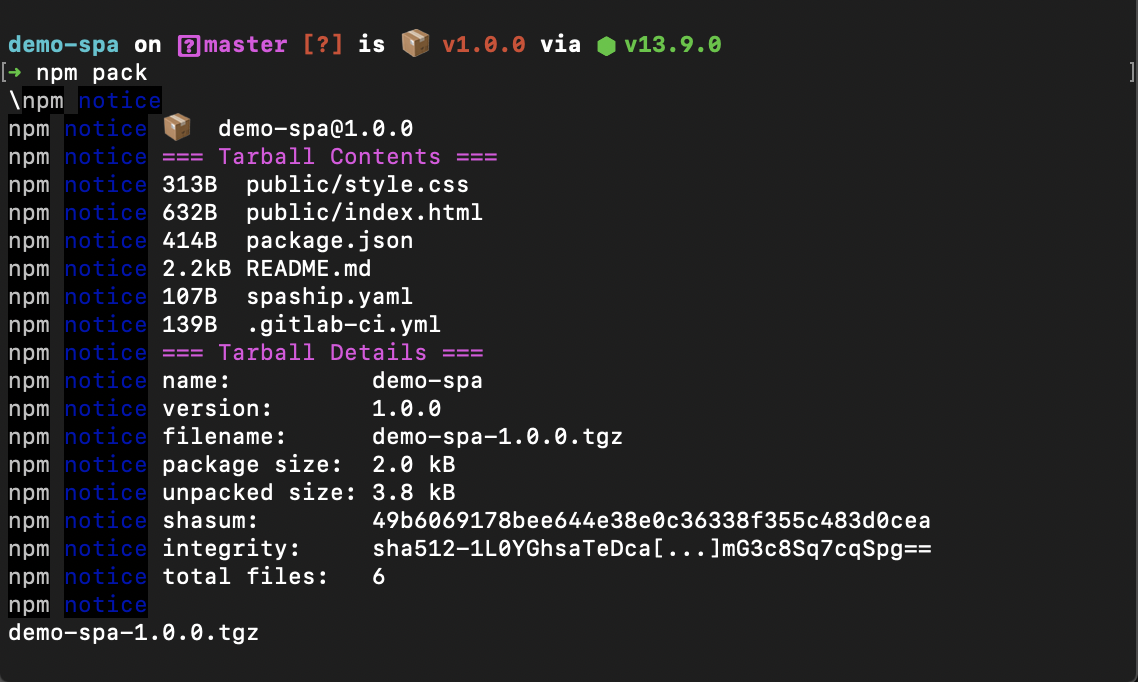 demo-spa on [?]master [?] is 📦 v1.0.0 via ⬢ v13.9.0
[→ npm pack ]
\npm notice
npm notice 📦 demo-spa@1.0.0
npm notice === Tarball Contents ===
npm notice 313B public/style.css
npm notice 632B public/index.html
npm notice 414B package.json
npm notice 2.2kB README.md
npm notice 107B spaship.yaml
npm notice 139B .gitlab-ci.yml
npm notice === Tarball Details ===
npm notice name: demo-spa
npm notice version: 1.0.0
npm notice filename: demo-spa-1.0.0.tgz
npm notice package size: 2.0 kB
npm notice unpacked size: 3.8 kB
npm notice shasum: 49b6069178bee644e38e0c36338f355c483d0cea
npm notice integrity: sha512-1L0YGhsaTeDca[...]mG3c8Sq7cqSpg==
npm notice total files: 6
npm notice
demo-spa-1.0.0.tgz